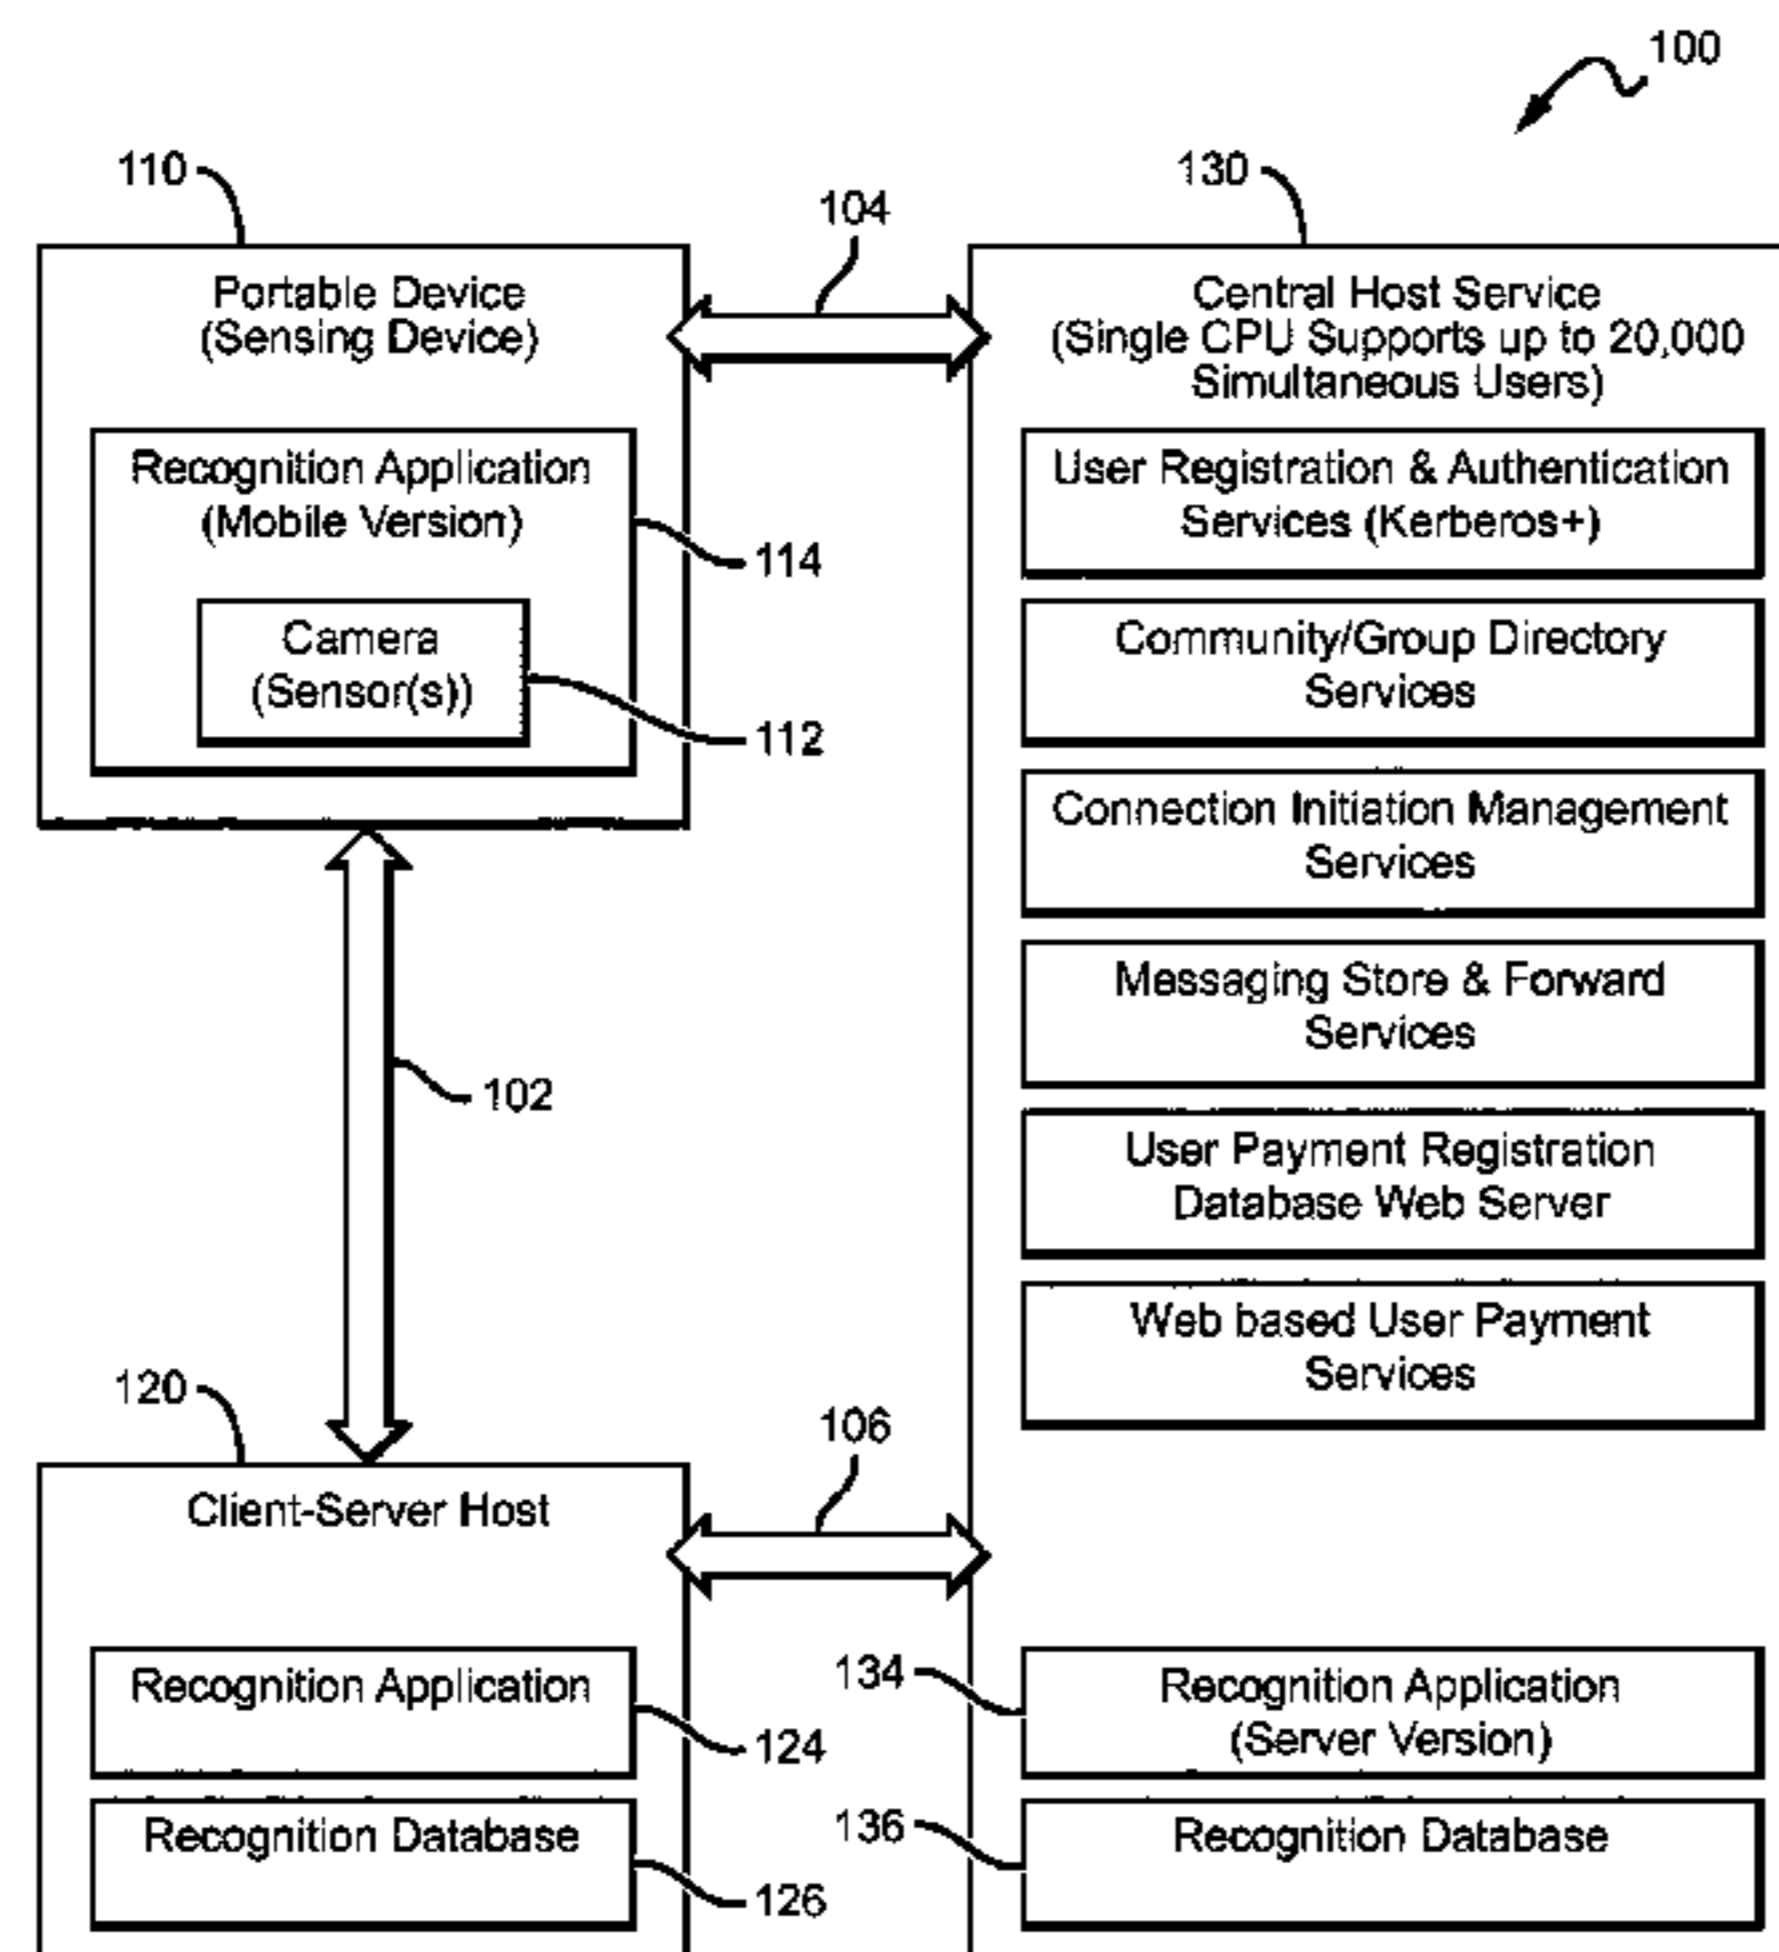 100
110
104
130
Portable Device
(Sensing Device)
Recognition Application
(Mobile Version)
114
Camera
(Sensor(s))
112
Central Host Service
(Single CPU Supports up to 20,000
Simultaneous Users)
User Registration & Authentication
Services (Kerberos+)
Community/Group Directory
Services
Connection Initiation Management
Services
Messaging Store & Forward
Services
User Payment Registration
Database Web Server
Web based User Payment
Services
102
120
106
Client-Server Host
Recognition Application
124
Recognition Database
126
134
Recognition Application
(Server Version)
136
Recognition Database